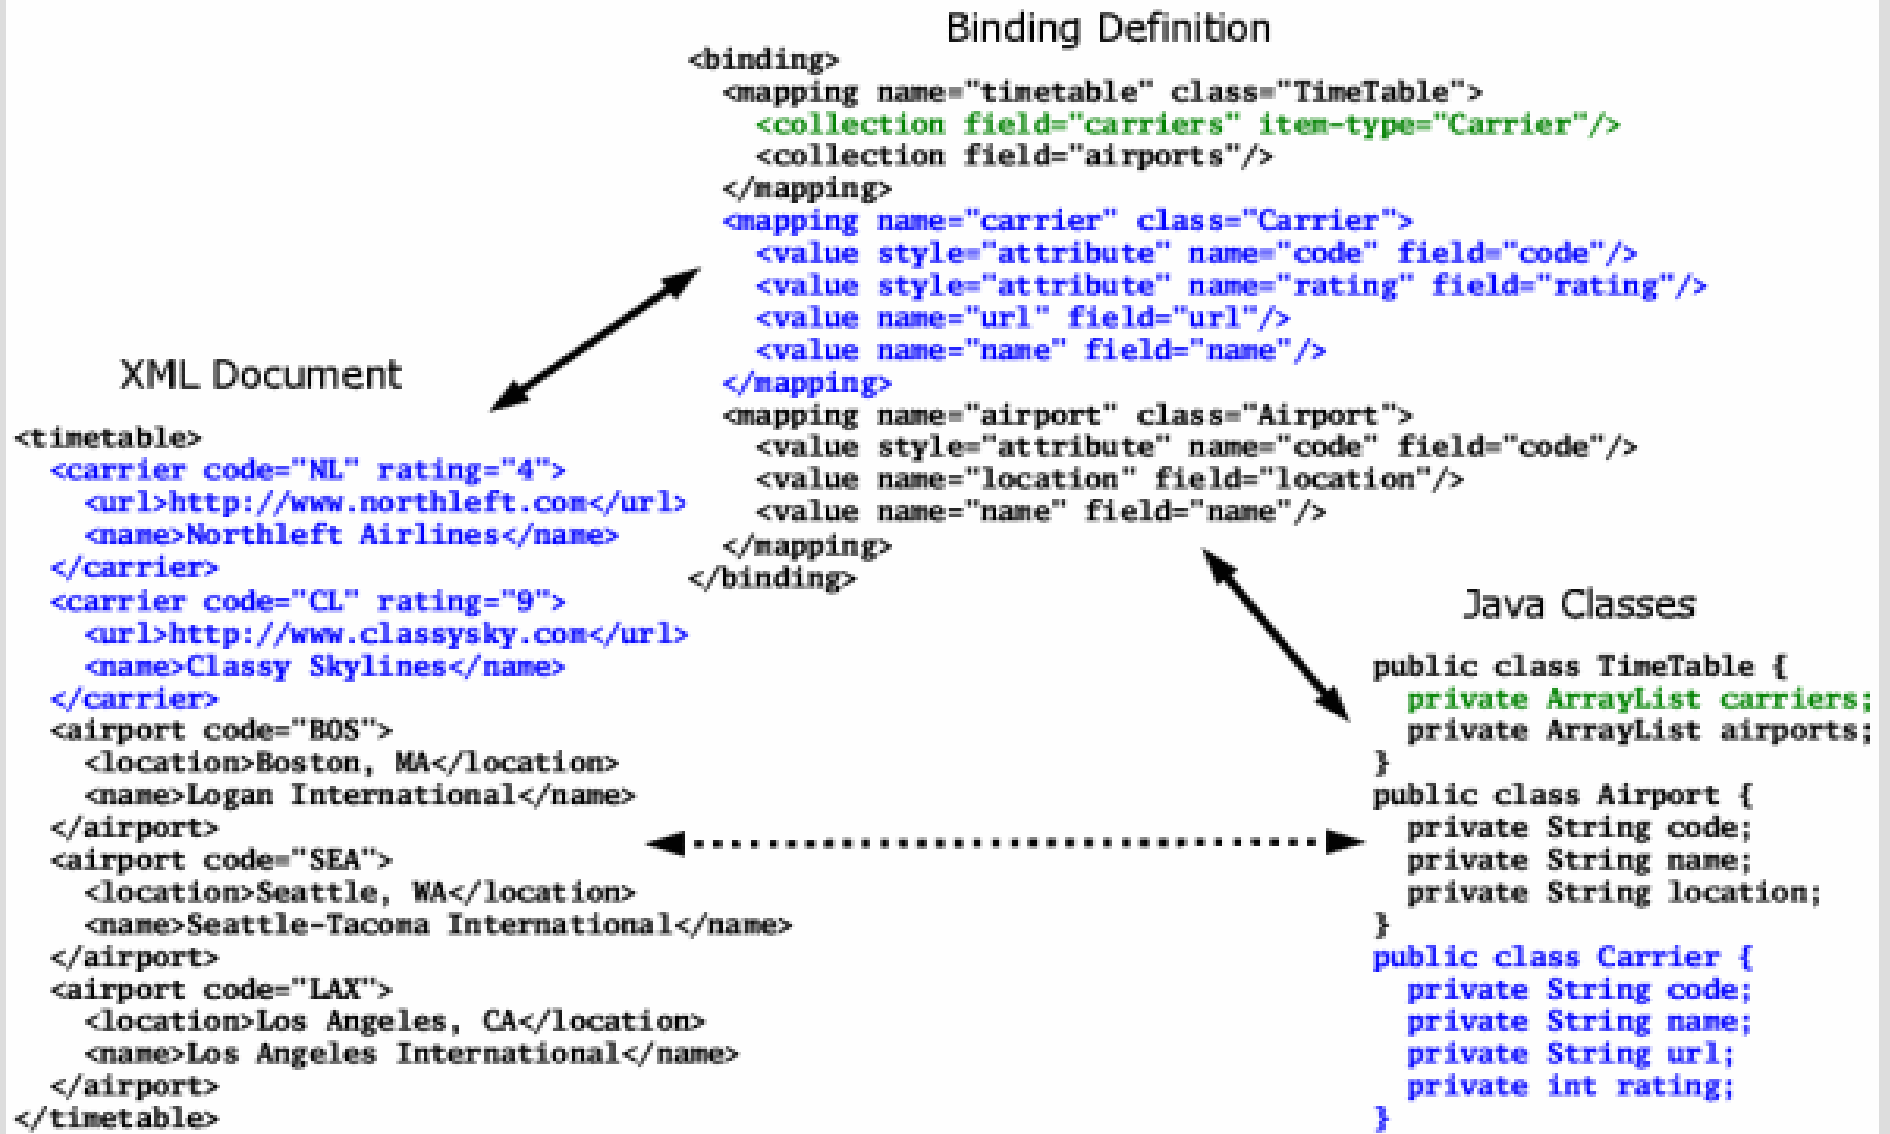 Binding Definition
<binding>
  <mapping name="timetable" class="TimeTable">
    <collection field="carriers" item-type="Carrier"/>
    <collection field="airports"/>
  </mapping>
  <mapping name="carrier" class="Carrier">
    <value style="attribute" name="code" field="code"/>
    <value style="attribute" name="rating" field="rating"/>
    <value name="url" field="url"/>
    <value name="name" field="name"/>
  </mapping>
  <mapping name="airport" class="Airport">
    <value style="attribute" name="code" field="code"/>
    <value name="location" field="location"/>
    <value name="name" field="name"/>
  </mapping>
</binding>
XML Document
<timetable>
  <carrier code="NL" rating="4">
    <url>http://www.northleft.com</url>
    <name>Northleft Airlines</name>
  </carrier>
  <carrier code="CL" rating="9">
    <url>http://www.classysky.com</url>
    <name>Classy Skylines</name>
  </carrier>
  <airport code="BOS">
    <location>Boston, MA</location>
    <name>Logan International</name>
  </airport>
  <airport code="SEA">
    <location>Seattle, WA</location>
    <name>Seattle-Tacoma International</name>
  </airport>
  <airport code="LAX">
    <location>Los Angeles, CA</location>
    <name>Los Angeles International</name>
  </airport>
</timetable>
Java Classes
public class TimeTable {
  private ArrayList carriers;
  private ArrayList airports;
}
public class Airport {
  private String code;
  private String name;
  private String location;
}
public class Carrier {
  private String code;
  private String name;
  private String url;
  private int rating;
}